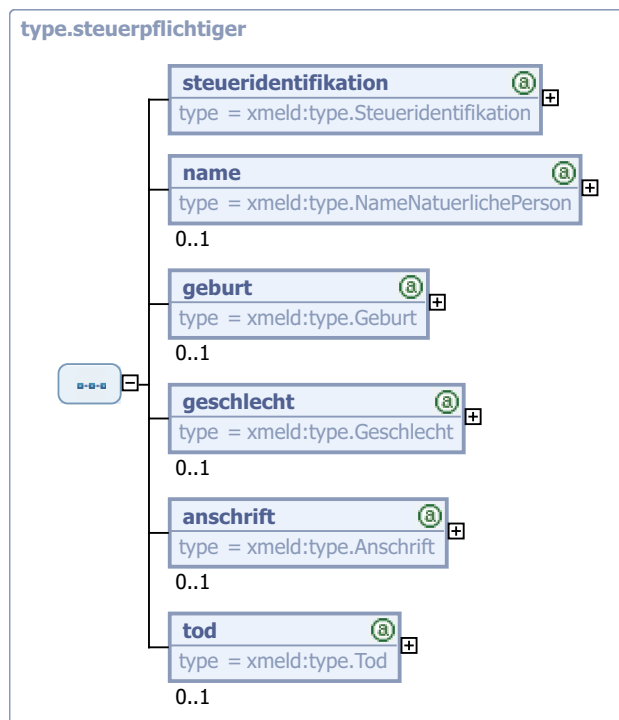 type.steuerpflichtiger
steueridentifikation
type = xmeld:type.Steueridentifikation
name
type = xmeld:type.NameNatuerlichePerson
0..1
geburt
type = xmeld:type.Geburt
0..1
geschlecht
type = xmeld:type.Geschlecht
0..1
anschrift
type = xmeld:type.Anschrift
0..1
tod
type = xmeld:type.Tod
0..1